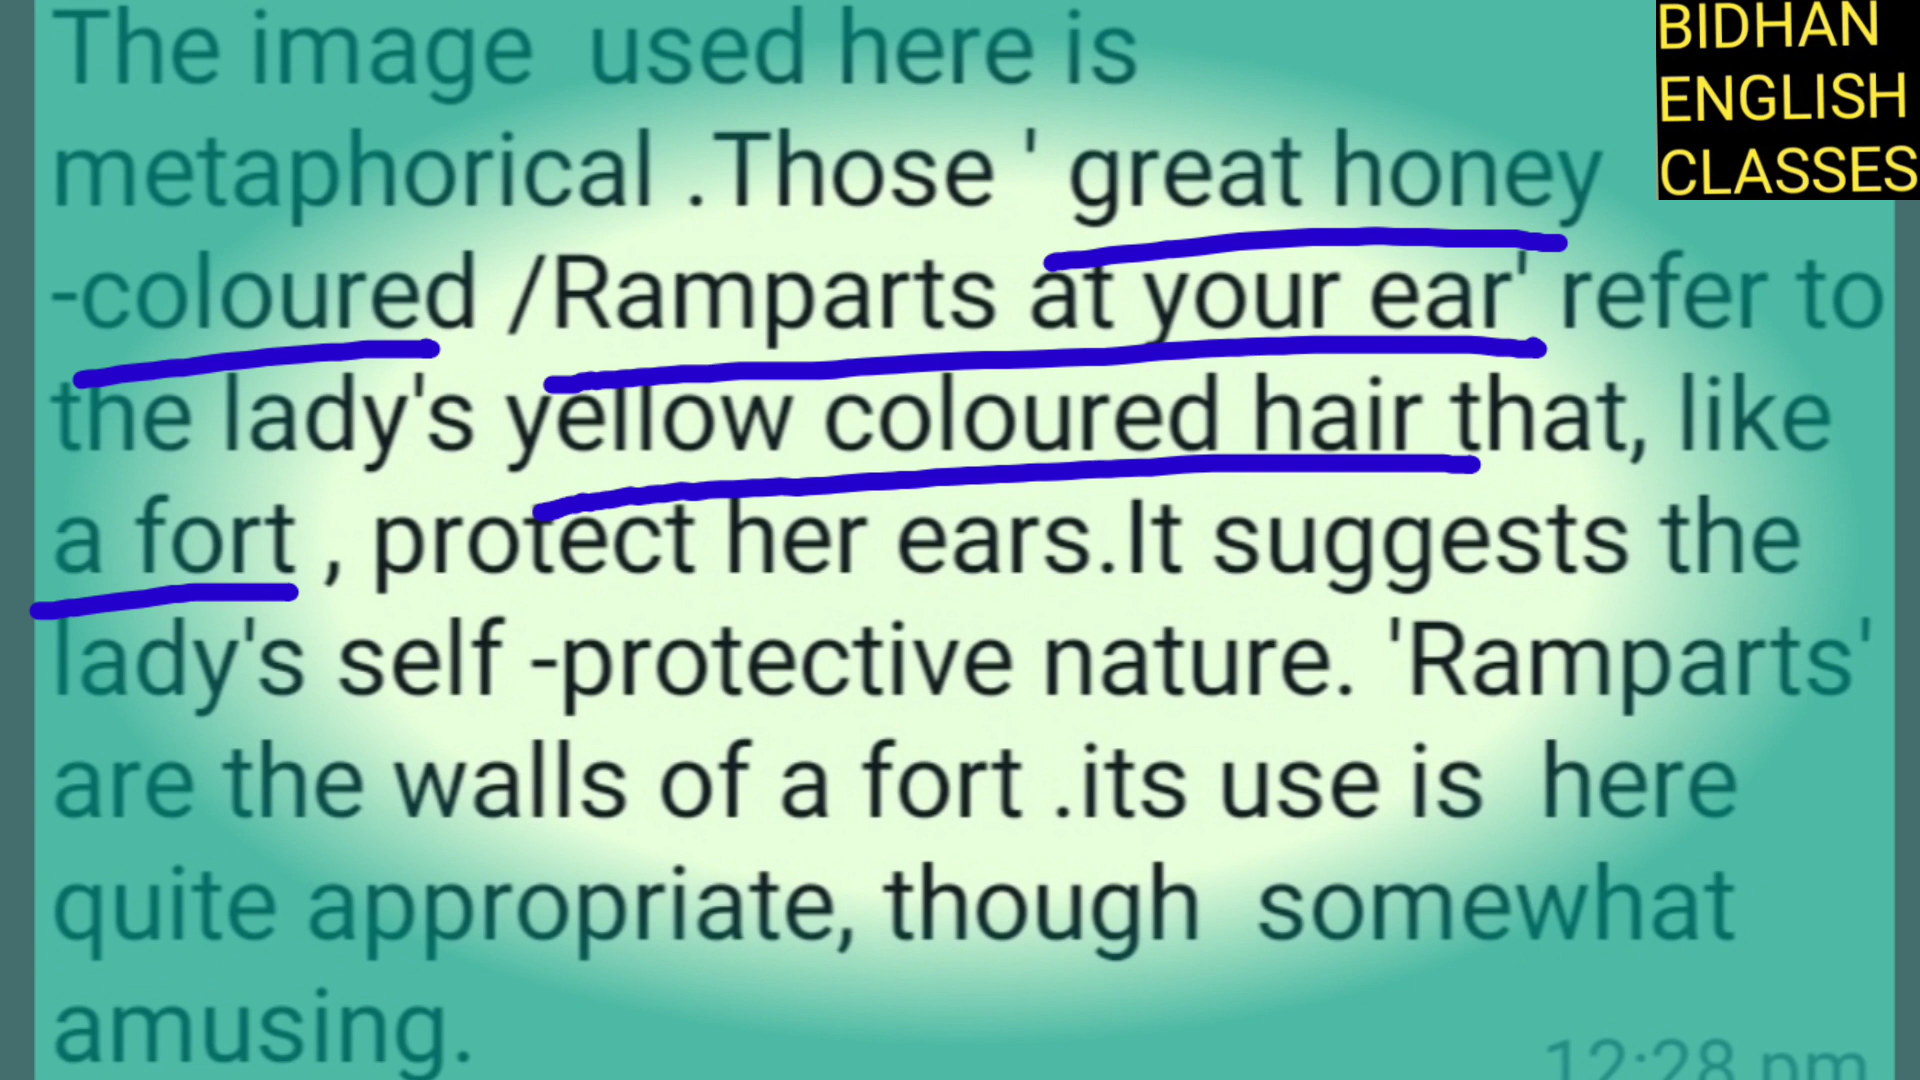 The image used here is
metaphorical .Those ' great honey
-coloured /Ramparts at your ear' refer to
the lady's yellow coloured hair that, like
a fort , protect her ears.It suggests the
lady's self -protective nature. 'Ramparts'
are the walls of a fort .its use is here
quite appropriate, though somewhat
amusing.
12:28 pm
BIDHAN
ENGLISH
CLASSES